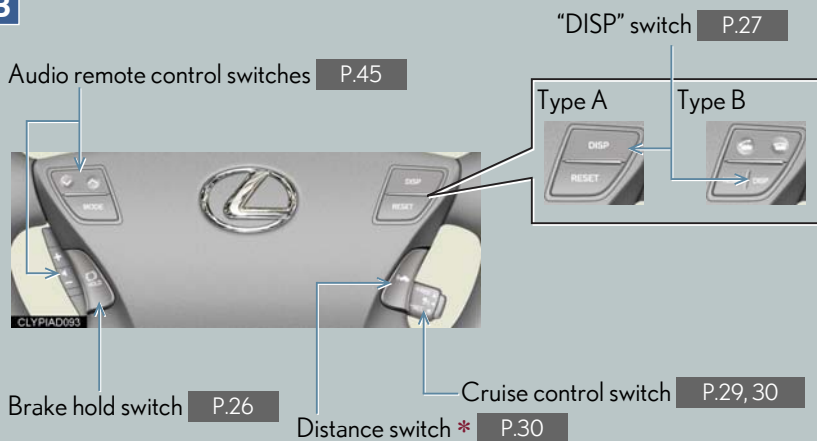 B
"DISP" switch P.27
Audio remote control switches P.45
Type A Type B
DISP
RESET
DISP
MODE
DISP
RESET
+
-
HOLD
CLYPIAD093
Brake hold switch P.26
Cruise control switch P.29, 30
Distance switch * P.30